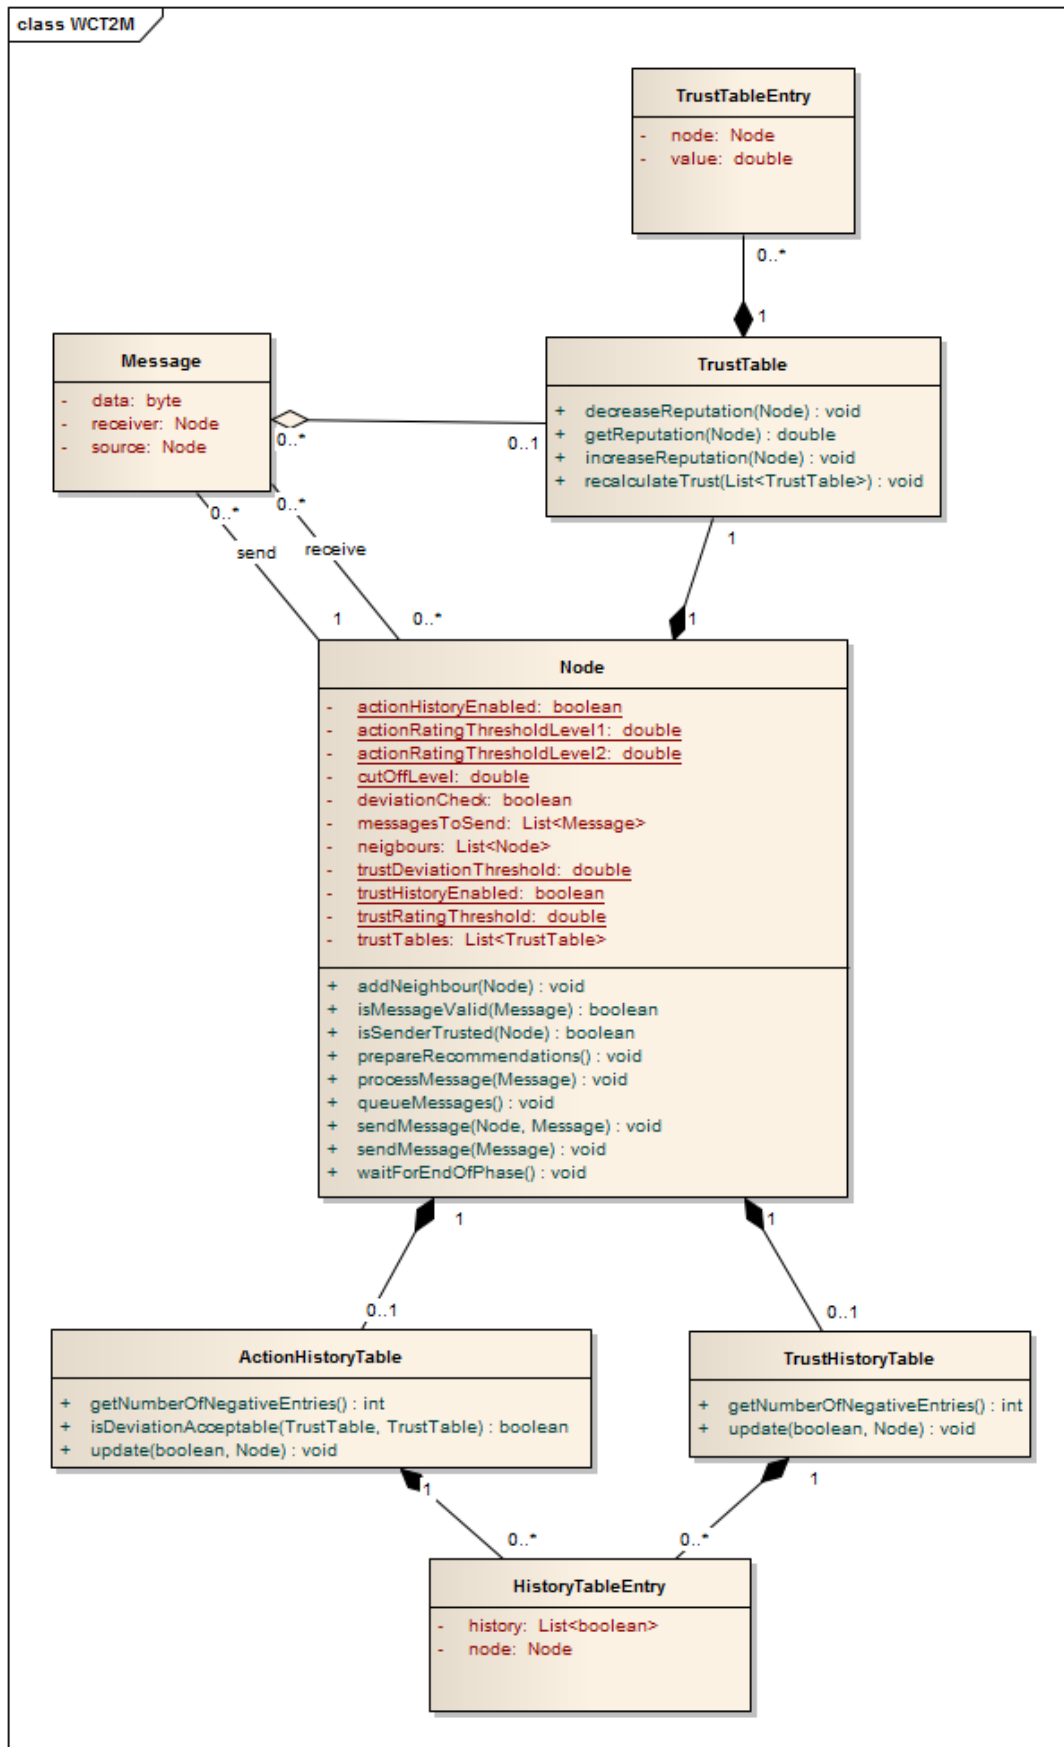 class WCT2M
TrustTableEntry
- node: Node
- value: double
0..*
1
Message
- data: byte
- receiver: Node
- source: Node
0..*
0..1
TrustTable
+ decreaseReputation(Node) : void
+ getReputation(Node) : double
+ increaseReputation(Node) : void
+ recalculateTrust(List<TrustTable>) : void
0..*
0..*
send
receive
1
1
0..*
1
Node
- actionHistoryEnabled: boolean
- actionRatingThresholdLevel1: double
- actionRatingThresholdLevel2: double
- cutOffLevel: double
- deviationCheck: boolean
- messagesToSend: List<Message>
- neigbours: List<Node>
- trustDeviationThreshold: double
- trustHistoryEnabled: boolean
- trustRatingThreshold: double
- trustTables: List<TrustTable>
+ addNeighbour(Node) : void
+ isMessageValid(Message) : boolean
+ isSenderTrusted(Node) : boolean
+ prepareRecommendations() : void
+ processMessage(Message) : void
+ queueMessages() : void
+ sendMessage(Node, Message) : void
+ sendMessage(Message) : void
+ waitForEndOfPhase() : void
1
1
0..1
0..1
ActionHistoryTable
+ getNumberOfNegativeEntries() : int
+ isDeviationAcceptable(TrustTable, TrustTable) : boolean
+ update(boolean, Node) : void
TrustHistoryTable
+ getNumberOfNegativeEntries() : int
+ update(boolean, Node) : void
1
1
0..*
0..*
HistoryTableEntry
- history: List<boolean>
- node: Node